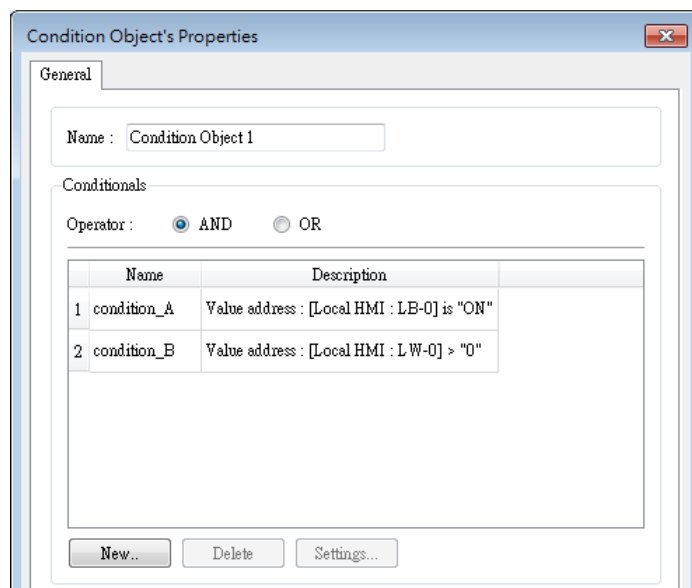 Condition Object's Properties
General
Name : Condition Object 1
Conditionals
Operator : AND OR
Name Description
1 condition_A Value address : [Local HMI : LB-0] is "ON"
2 condition_B Value address : [Local HMI : LW-0] > "0"
New.. Delete Settings...